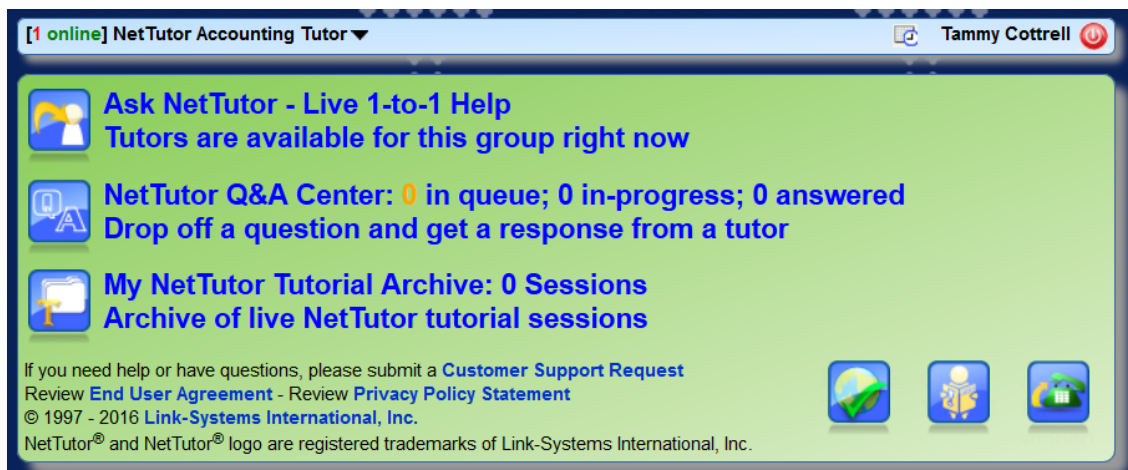 [1 online] NetTutor Accounting Tutor
Tammy Cottrell
Ask NetTutor - Live 1-to-1 Help
Tutors are available for this group right now
NetTutor Q&A Center: 0 in queue; 0 in-progress; 0 answered
Drop off a question and get a response from a tutor
My NetTutor Tutorial Archive: 0 Sessions
Archive of live NetTutor tutorial sessions
If you need help or have questions, please submit a Customer Support Request
Review End User Agreement - Review Privacy Policy Statement
© 1997 - 2016 Link-Systems International, Inc.
NetTutor® and NetTutor® logo are registered trademarks of Link-Systems International, Inc.